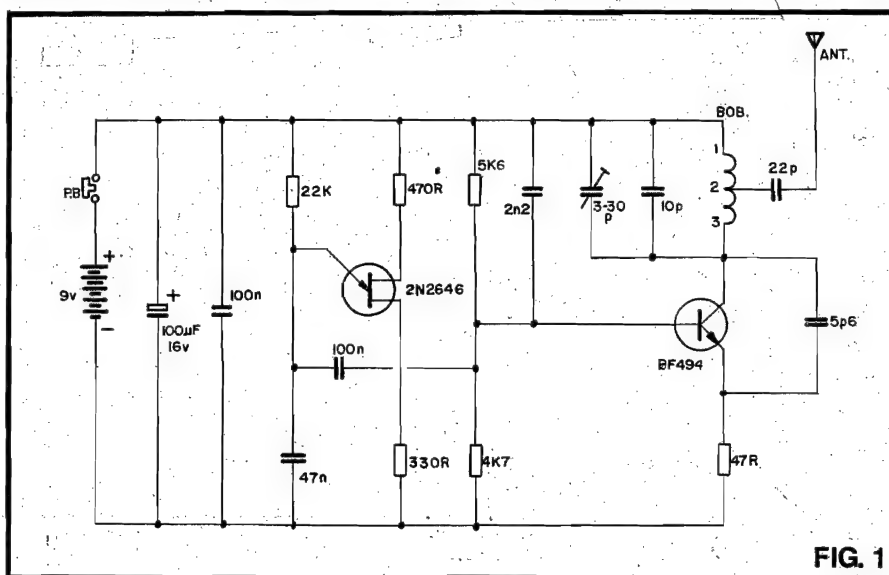 ANT.
BOB.
1
2
3
22p
P.B
9v
+
−
+
100µF
16v
100n
22K
470R
5K6
2n2
3-30
p
10p
2N2646
100n
47n
330R
4K7
BF494
5p6
47R
FIG. 1